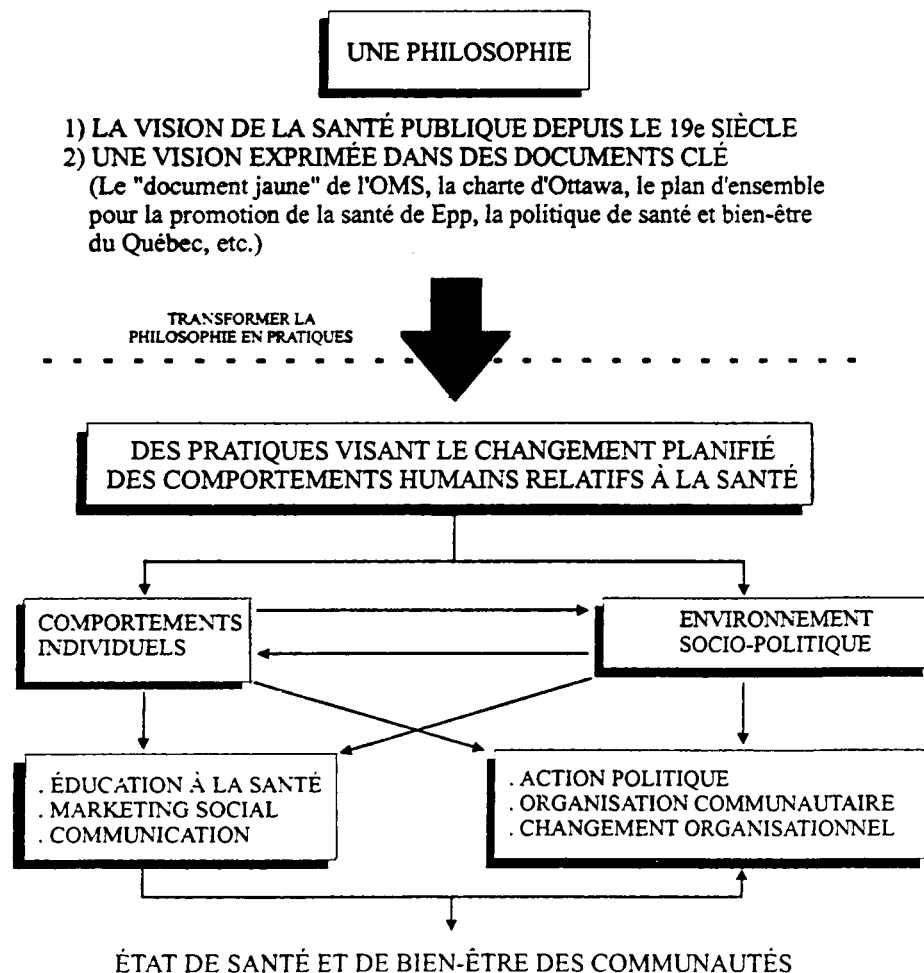 UNE PHILOSOPHIE
1) LA VISION DE LA SANTÉ PUBLIQUE DEPUIS LE 19e SIÈCLE
2) UNE VISION EXPRIMÉE DANS DES DOCUMENTS CLÉ
(Le "document jaune" de l'OMS, la charte d'Ottawa, le plan d'ensemble
pour la promotion de la santé de Epp, la politique de santé et bien-être
du Québec, etc.)
TRANSFORMER LA
PHILOSOPHIE EN PRATIQUES
DES PRATIQUES VISANT LE CHANGEMENT PLANIFIÉ
DES COMPORTEMENTS HUMAINS RELATIFS À LA SANTÉ
COMPORTEMENTS
INDIVIDUELS
ENVIRONNEMENT
SOCIO-POLITIQUE
. ÉDUCATION À LA SANTÉ
. MARKETING SOCIAL
. COMMUNICATION
. ACTION POLITIQUE
. ORGANISATION COMMUNAUTAIRE
. CHANGEMENT ORGANISATIONNEL
ÉTAT DE SANTÉ ET DE BIEN-ÊTRE DES COMMUNAUTÉS